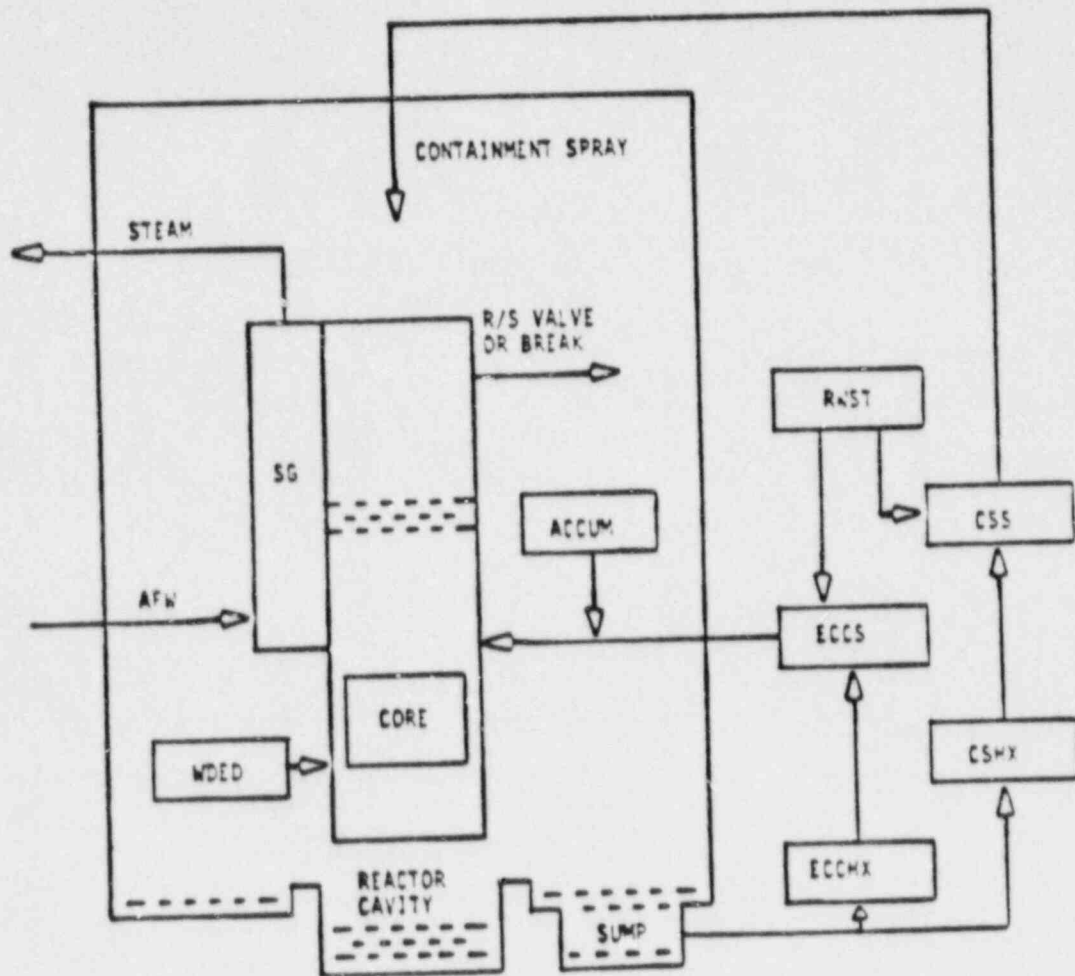 CONTAINMENT SPRAY
STEAM
R/S VALVE
OR BREAK
RWST
SG
ACCUM
CSS
AFW
ECCS
CORE
WDED
CSHX
ECCHX
REACTOR
CAVITY
SUMP